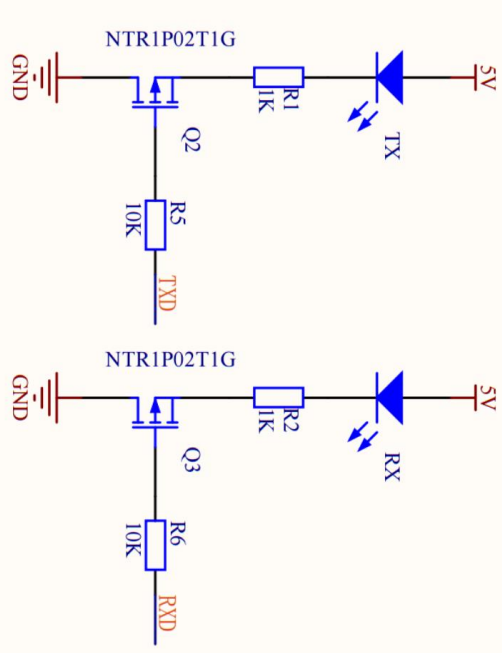 NTR1P02T1G
GND
R1
1K
5V
TX
Q2
R5
10K
TXD
NTR1P02T1G
GND
R2
1K
5V
RX
Q3
R6
10K
RXD